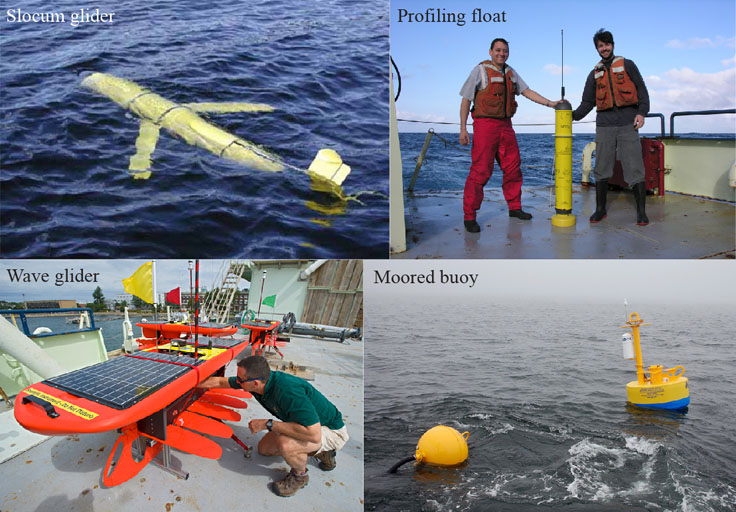 Slocum glider
Profiling float
Wave glider
Moored buoy